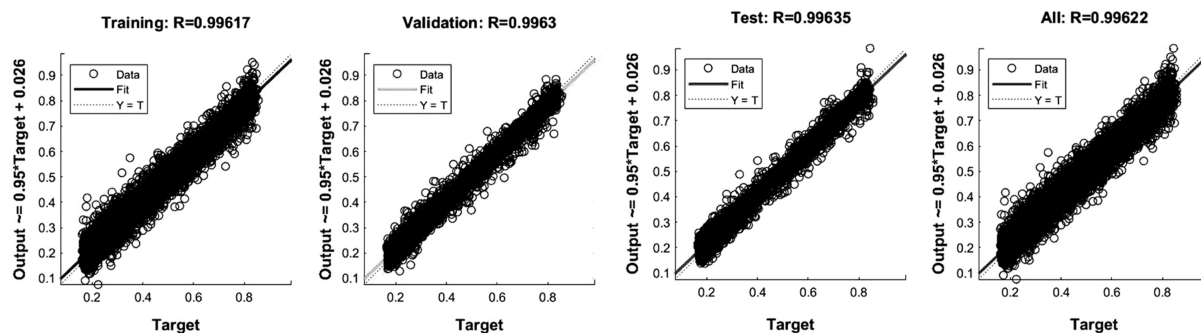 Training: R=0.99617
Output ~= 0.95*Target + 0.026
0.9
0.8
0.7
0.6
0.5
0.4
0.3
0.2
0.1
Data
Fit
Y = T
0.2 0.4 0.6 0.8
Target
Validation: R=0.9963
Output ~= 0.95*Target + 0.026
0.9
0.8
0.7
0.6
0.5
0.4
0.3
0.2
0.1
Data
Fit
Y = T
0.2 0.4 0.6 0.8
Target
Test: R=0.99635
Output ~= 0.95*Target + 0.026
0.9
0.8
0.7
0.6
0.5
0.4
0.3
0.2
0.1
Data
Fit
Y = T
0.2 0.4 0.6 0.8
Target
All: R=0.99622
Output ~= 0.95*Target + 0.026
0.9
0.8
0.7
0.6
0.5
0.4
0.3
0.2
0.1
Data
Fit
Y = T
0.2 0.4 0.6 0.8
Target